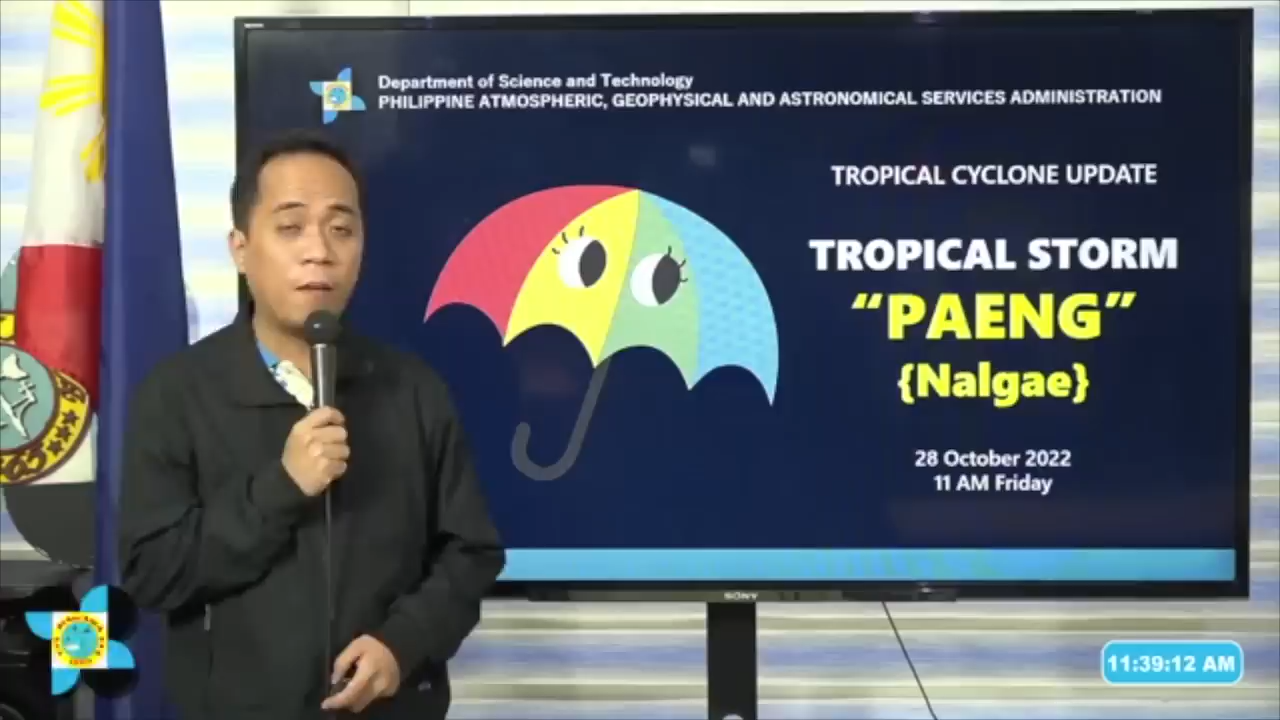 Department of Science and Technology
PHILIPPINE ATMOSPHERIC, GEOPHYSICAL AND ASTRONOMICAL SERVICES ADMINISTRATION
TROPICAL CYCLONE UPDATE
TROPICAL STORM
“PAENG”
{Nalgae}
28 October 2022
11 AM Friday
SONY
11:39:12 AM